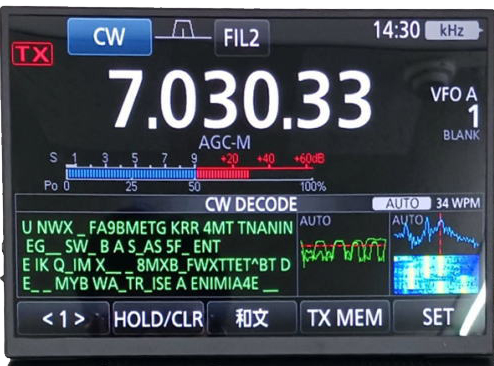 CW FIL2 14:30 kHz
TX
7.030.33
VFO A
1
AGC-M
BLANK
S 1 3 5 7 9 +20 +40 +60dB
Po 0 25 50 100%
CW DECODE AUTO 34 WPM
U NWX _ FA9BMETG KRR 4MT TNANIN
EG__ SW_ B A S_AS 5F_ ENT
E IK Q_IM X__ _ 8MXB_FWXTTET^BT D
E_ _ MYB WA_TR_ISE A ENIMIA4E __
AUTO
AUTO
< 1 > HOLD/CLR 和文 TX MEM SET